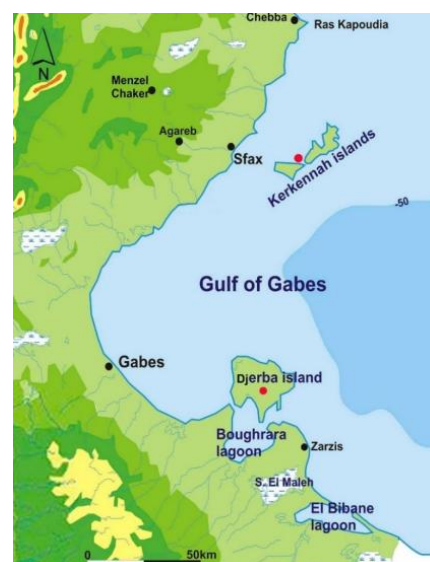 Chebba
Ras Kapoudia
N
Menzel
Chaker
Agareb
Sfax
Kerkennah islands
-50
Gulf of Gabes
Gabes
Djerba island
Boughrara
lagoon
Zarzis
S. El Maleh
El Bibane
lagoon
0 50km